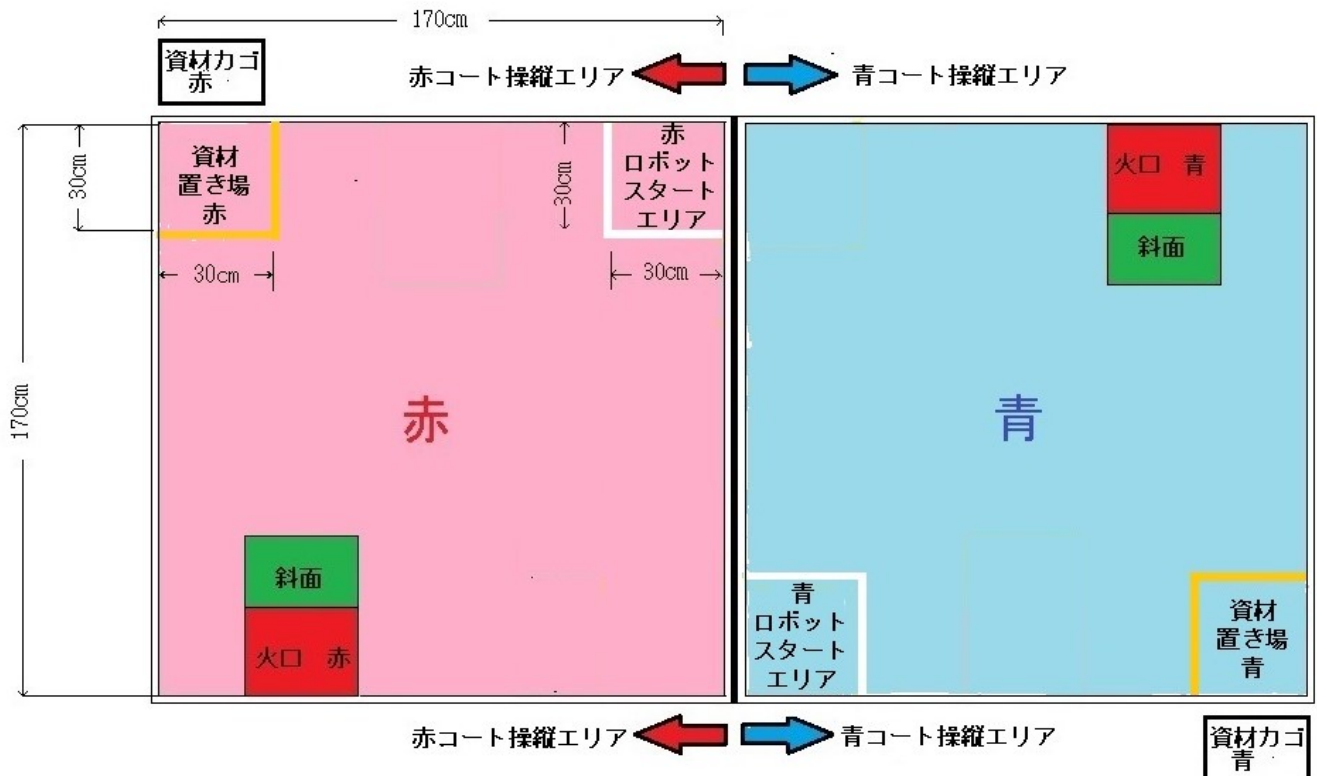 170cm
資材カゴ
赤
赤コート操縦エリア
青コート操縦エリア
30cm
資材
置き場
赤
30cm
赤
ロボット
スタート
エリア
火口 青
斜面
30cm
30cm
170cm
赤
青
斜面
火口 赤
青
ロボット
スタート
エリア
資材
置き場
青
赤コート操縦エリア
青コート操縦エリア
資材カゴ
青